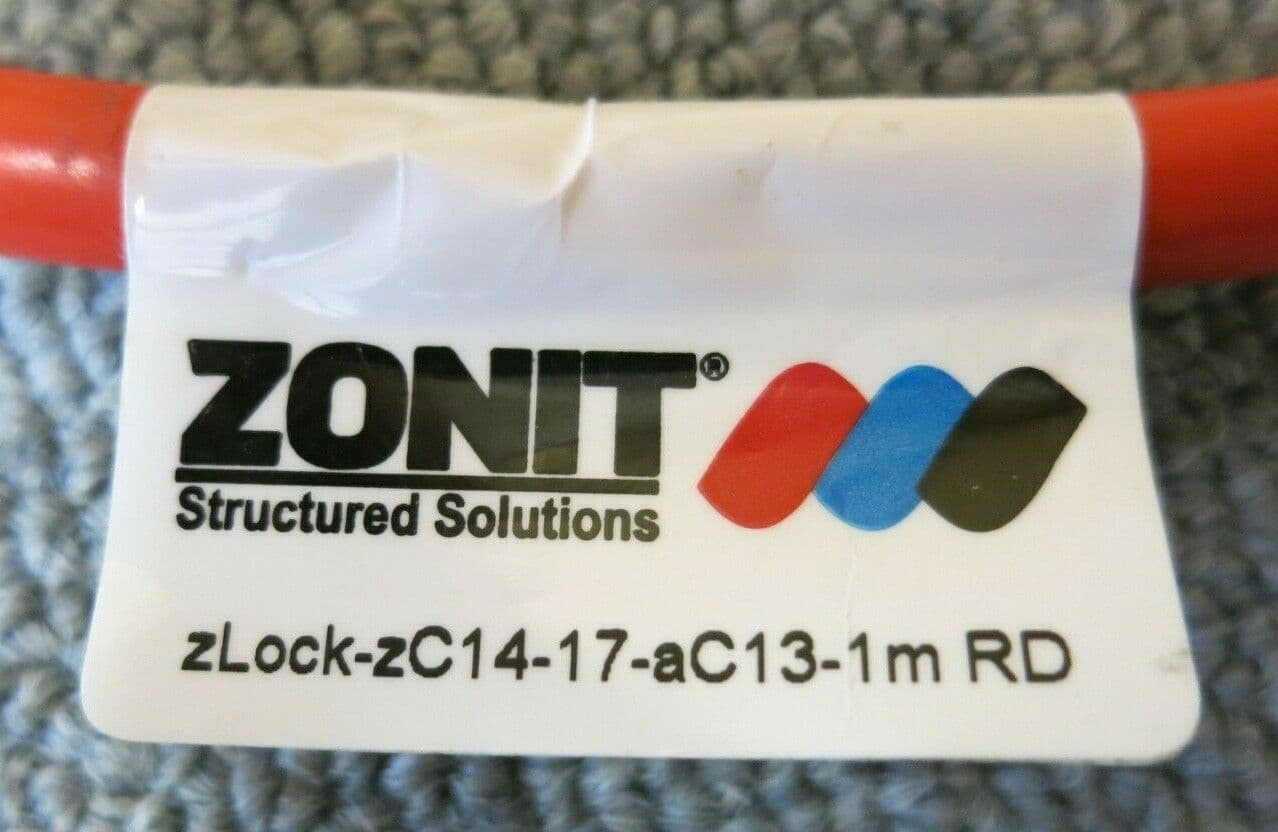 ZONIT®
Structured Solutions
zLock-zC14-17-aC13-1m RD